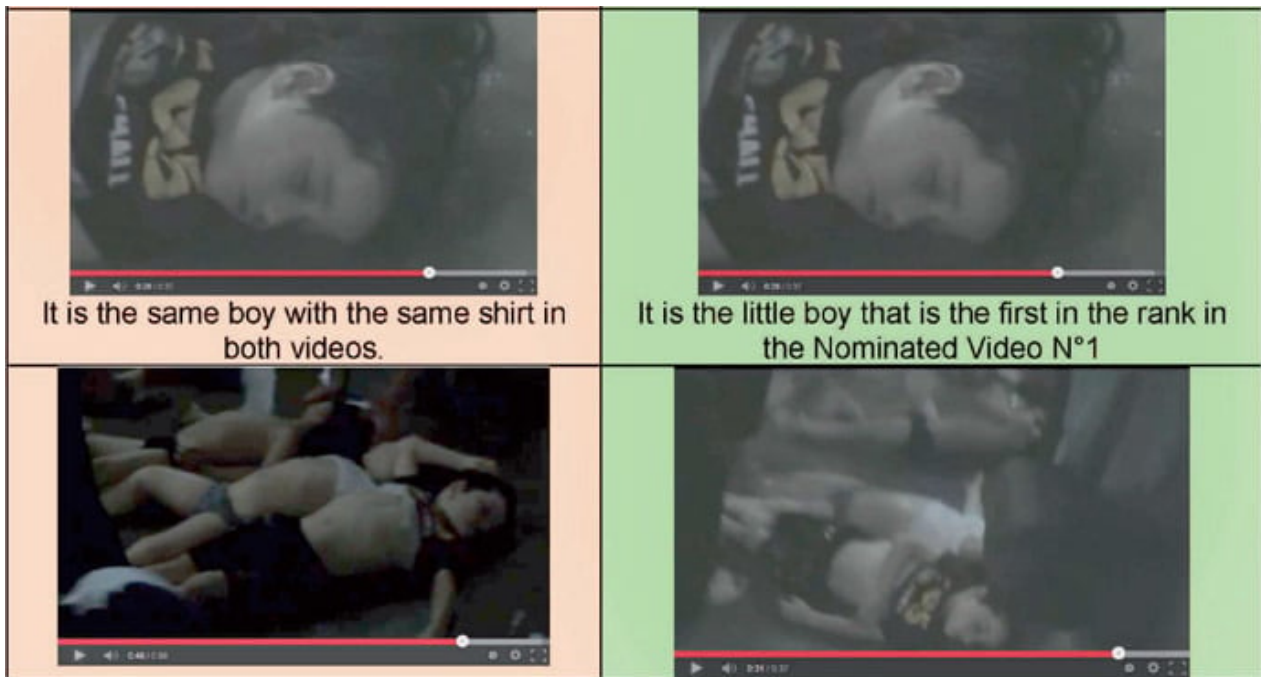 It is the same boy with the same shirt in
both videos.
It is the little boy that is the first in the rank in
the Nominated Video N°1